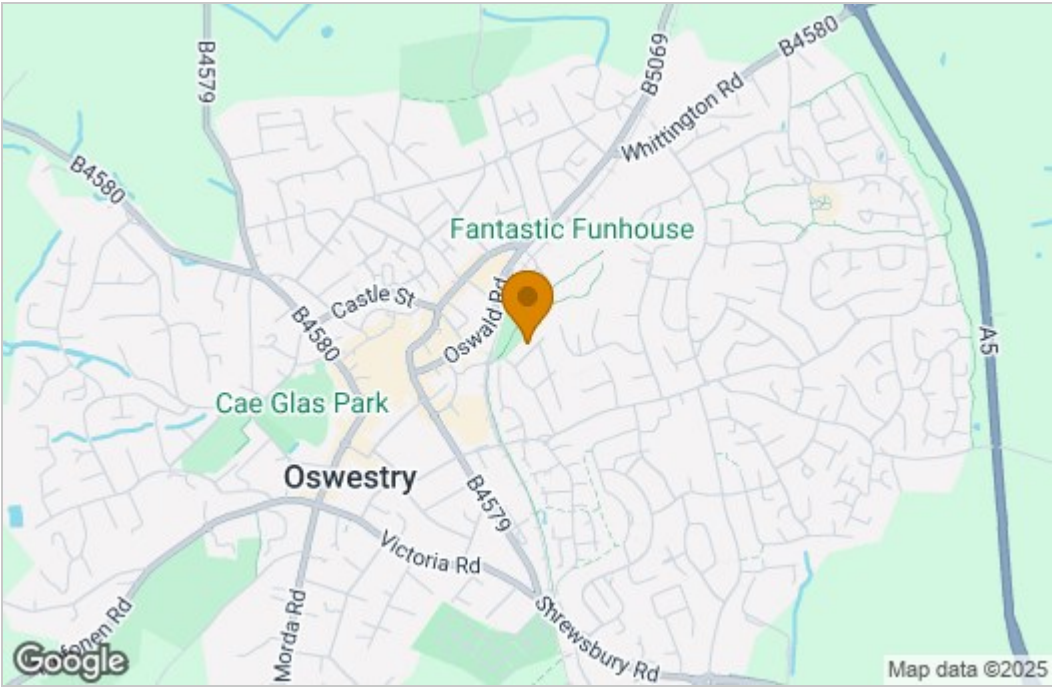 B4579
B5069
B4580
Whittington Rd
B4580
Fantastic Funhouse
Castle St
Oswald Rd
B4580
A5
Cae Glas Park
Oswestry
B4579
Victoria Rd
Morda Rd
Shrewsbury Rd
Google
Map data ©2025